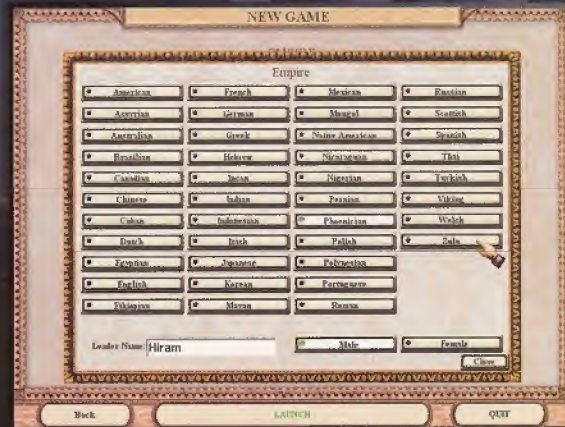 NEW GAME
Empire
American French Mexican Russian
Assyrian German Mongol Scottish
Australian Greek Native American Spanish
Brazilian Hebrew Nicaraguan Thai
Canadian Incan Nigerian Turkish
Chinese Indian Persian Viking
Cuban Indonesian Phoenician Welsh
Dutch Irish Polish Zulu
Egyptian Japanese Polynesian
English Korean Portuguese
Ethiopian Mayan Roman
Leader Name: Hiram Male Female
Close
Back LAUNCH QUIT